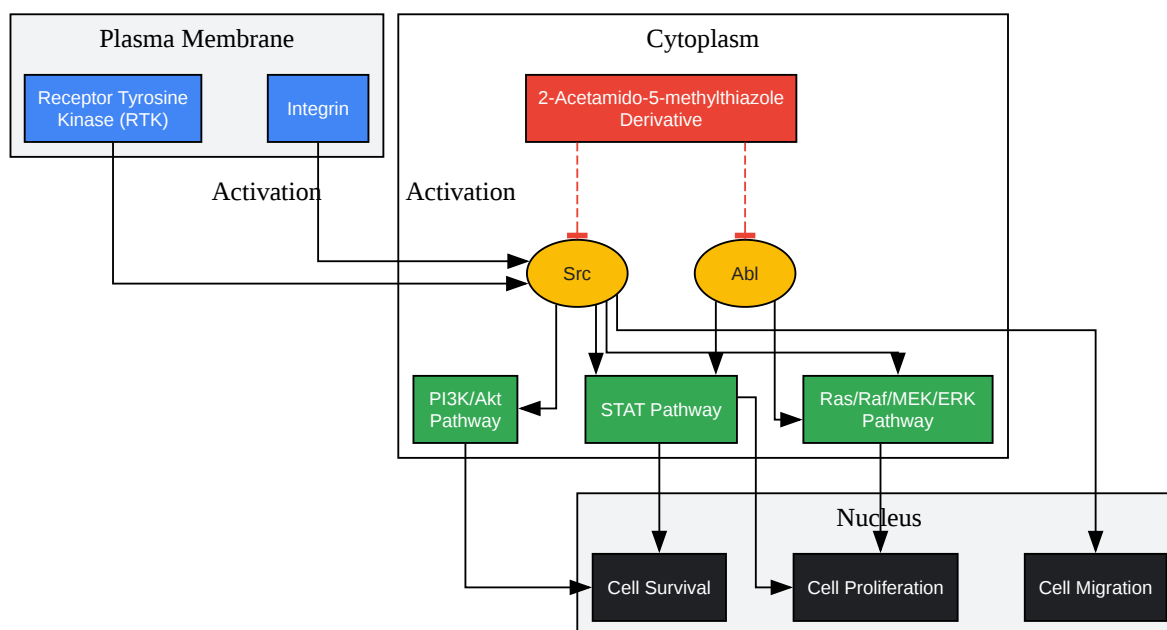 Plasma Membrane
Cytoplasm
Receptor Tyrosine
Kinase (RTK)
Integrin
2-Acetamido-5-methylthiazole
Derivative
Activation
Activation
Src
Abl
PI3K/Akt
Pathway
STAT Pathway
Ras/Raf/MEK/ERK
Pathway
Nucleus
Cell Survival
Cell Proliferation
Cell Migration